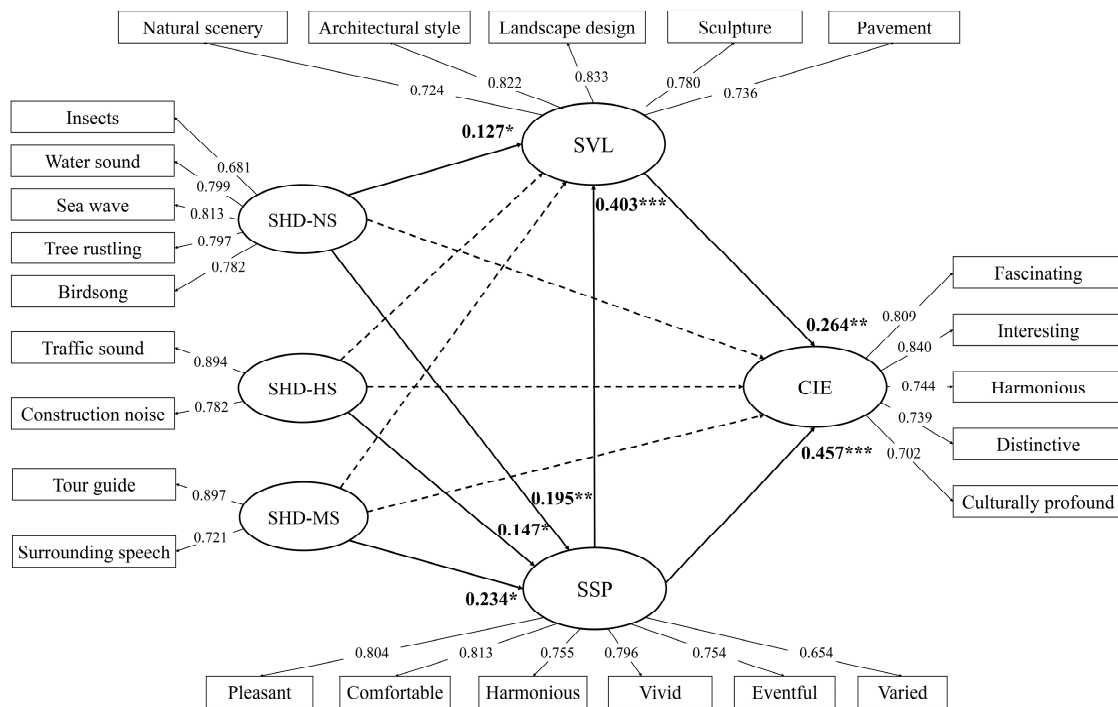 Natural scenery
Architectural style
Landscape design
Sculpture
Pavement
0.724
0.822
0.833
0.780
0.736
Insects
Water sound
Sea wave
Tree rustling
Birdsong
0.681
0.799
0.813
0.797
0.782
SHD-NS
0.127*
SVL
0.403***
Traffic sound
Construction noise
0.894
0.782
SHD-HS
Tour guide
Surrounding speech
0.897
0.721
SHD-MS
0.195**
0.147*
0.234*
SSP
0.264**
CIE
0.457***
0.809
0.840
0.744
0.739
0.702
Fascinating
Interesting
Harmonious
Distinctive
Culturally profound
0.804
0.813
0.755
0.796
0.754
0.654
Pleasant
Comfortable
Harmonious
Vivid
Eventful
Varied